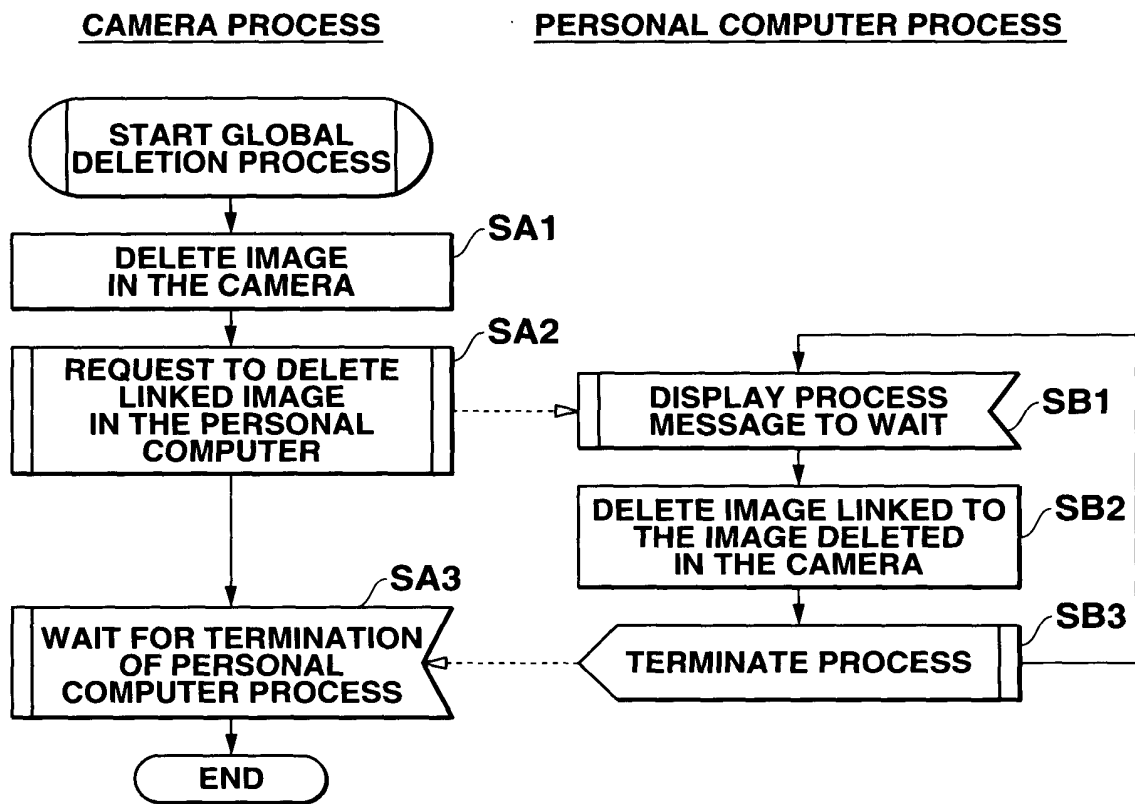 CAMERA PROCESS
PERSONAL COMPUTER PROCESS
START GLOBAL
DELETION PROCESS
SA1
DELETE IMAGE
IN THE CAMERA
SA2
REQUEST TO DELETE
LINKED IMAGE
IN THE PERSONAL
COMPUTER
DISPLAY PROCESS
MESSAGE TO WAIT
SB1
DELETE IMAGE LINKED TO
THE IMAGE DELETED
IN THE CAMERA
SB2
SA3
WAIT FOR TERMINATION
OF PERSONAL
COMPUTER PROCESS
TERMINATE PROCESS
SB3
END